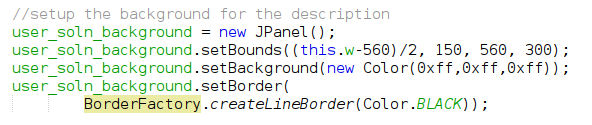 //setup the background for the description
user_soln_background = new JPanel();
user_soln_background.setBounds((this.w-560)/2, 150, 560, 300);
user_soln_background.setBackground(new Color(0xff,0xff,0xff));
user_soln_background.setBorder(
BorderFactory.createLineBorder(Color.BLACK));